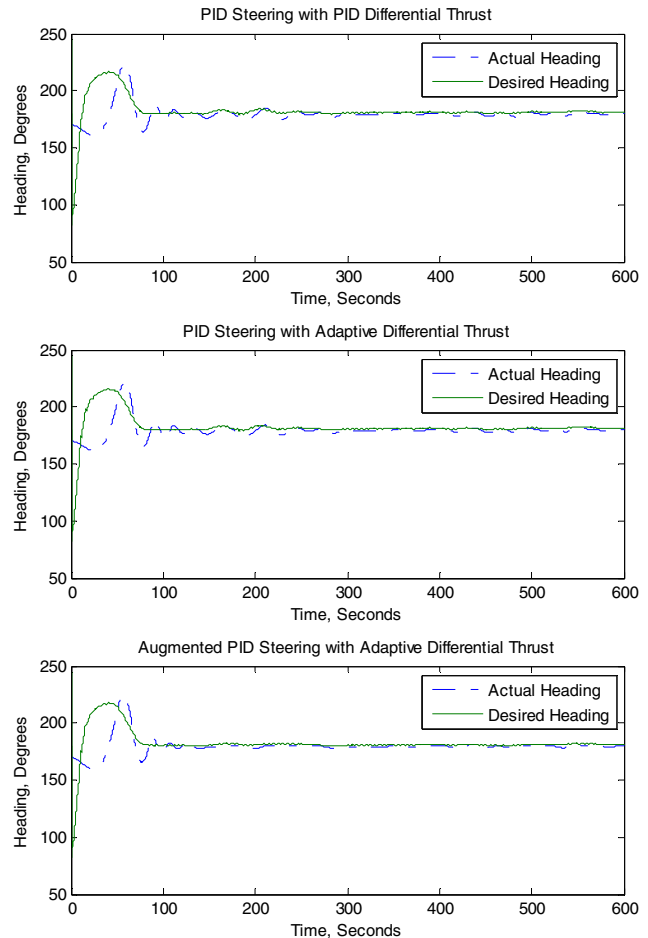 PID Steering with PID Differential Thrust
250
200
150
100
50
Heading, Degrees
Actual Heading
Desired Heading
0 100 200 300 400 500 600
Time, Seconds
PID Steering with Adaptive Differential Thrust
250
200
150
100
50
Heading, Degrees
Actual Heading
Desired Heading
0 100 200 300 400 500 600
Time, Seconds
Augmented PID Steering with Adaptive Differential Thrust
250
200
150
100
50
Heading, Degrees
Actual Heading
Desired Heading
0 100 200 300 400 500 600
Time, Seconds